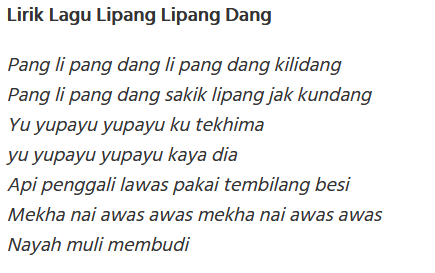 Lirik Lagu Lipang Lipang Dang
Pang li pang dang li pang dang kilidang
Pang li pang dang sakik lipang jak kundang
Yu yupayu yupayu ku tekhima
yu yupayu yupayu kaya dia
Api penggali lawas pakai tembilang besi
Mekha nai awas awas mekha nai awas awas
Nayah muli membudi